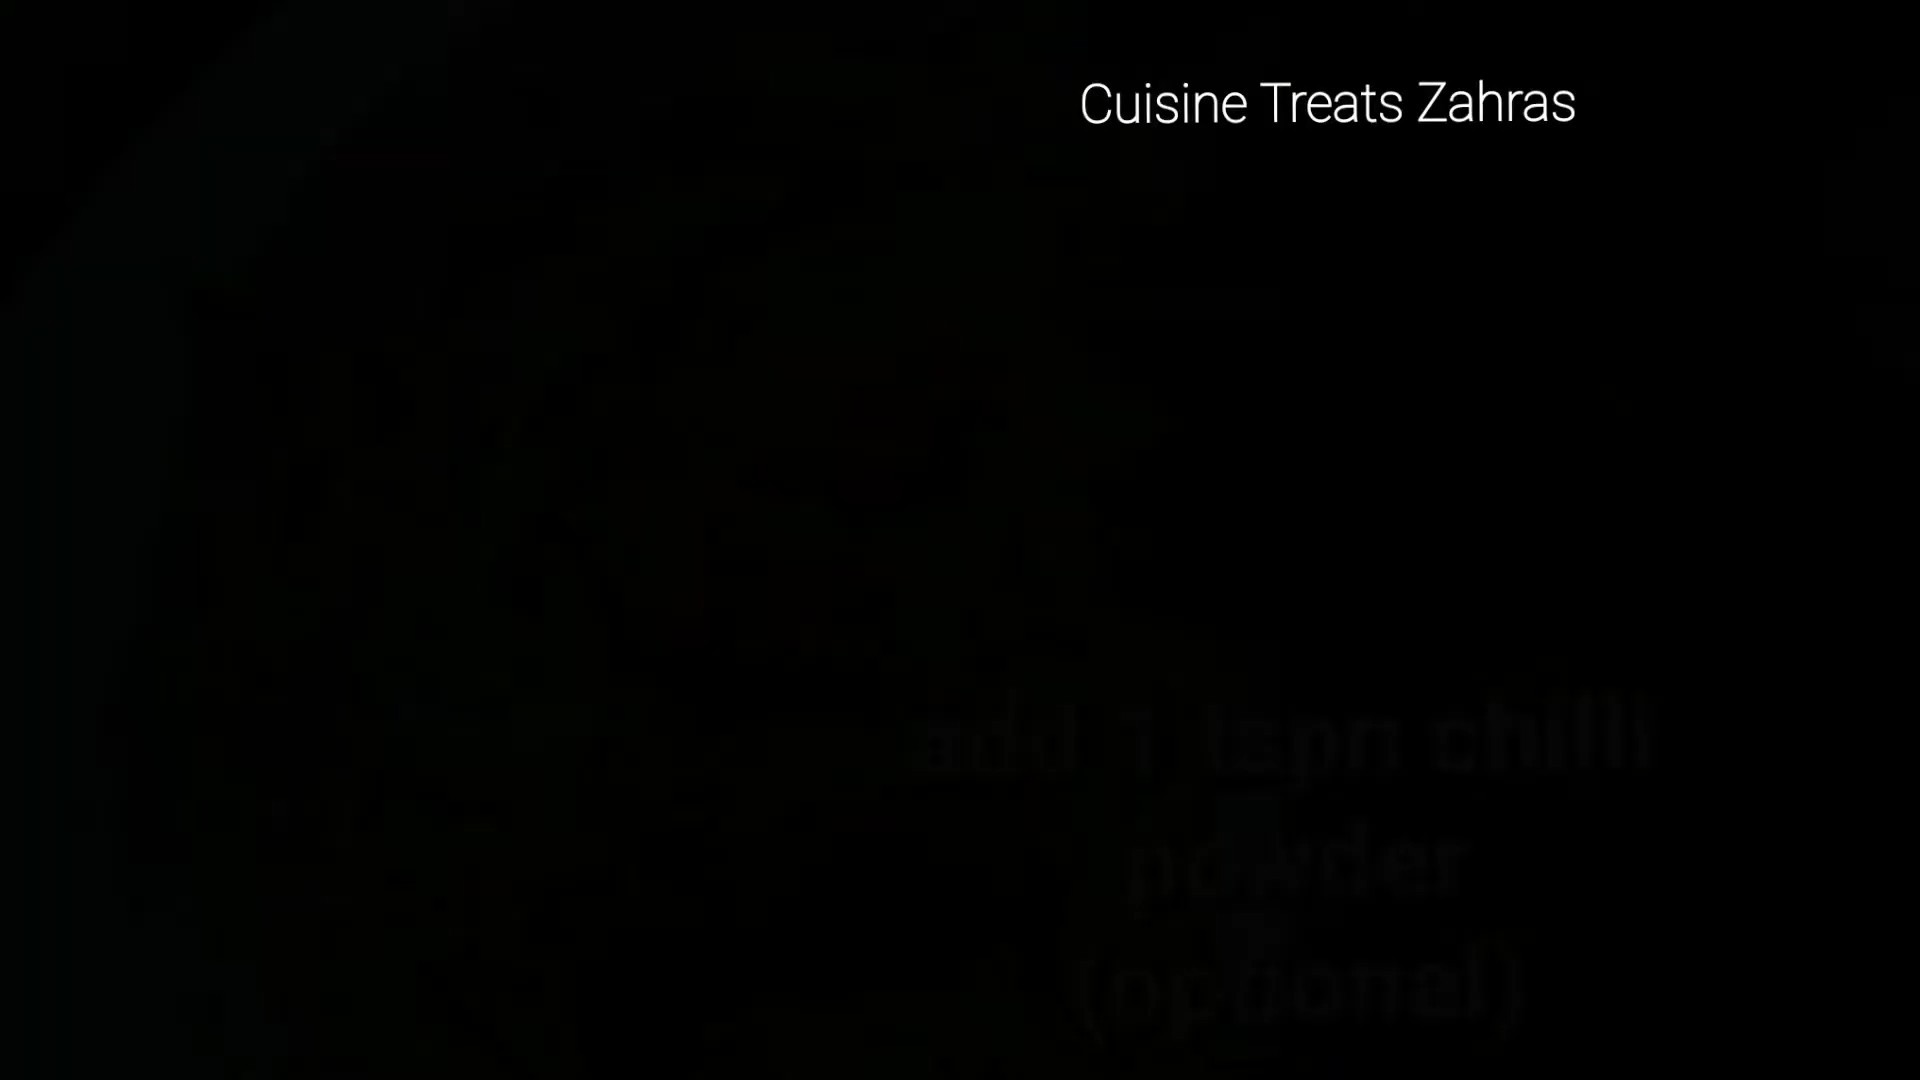 Cuisine Treats Zahras
add 1 tspn chilli
powder
(optional)